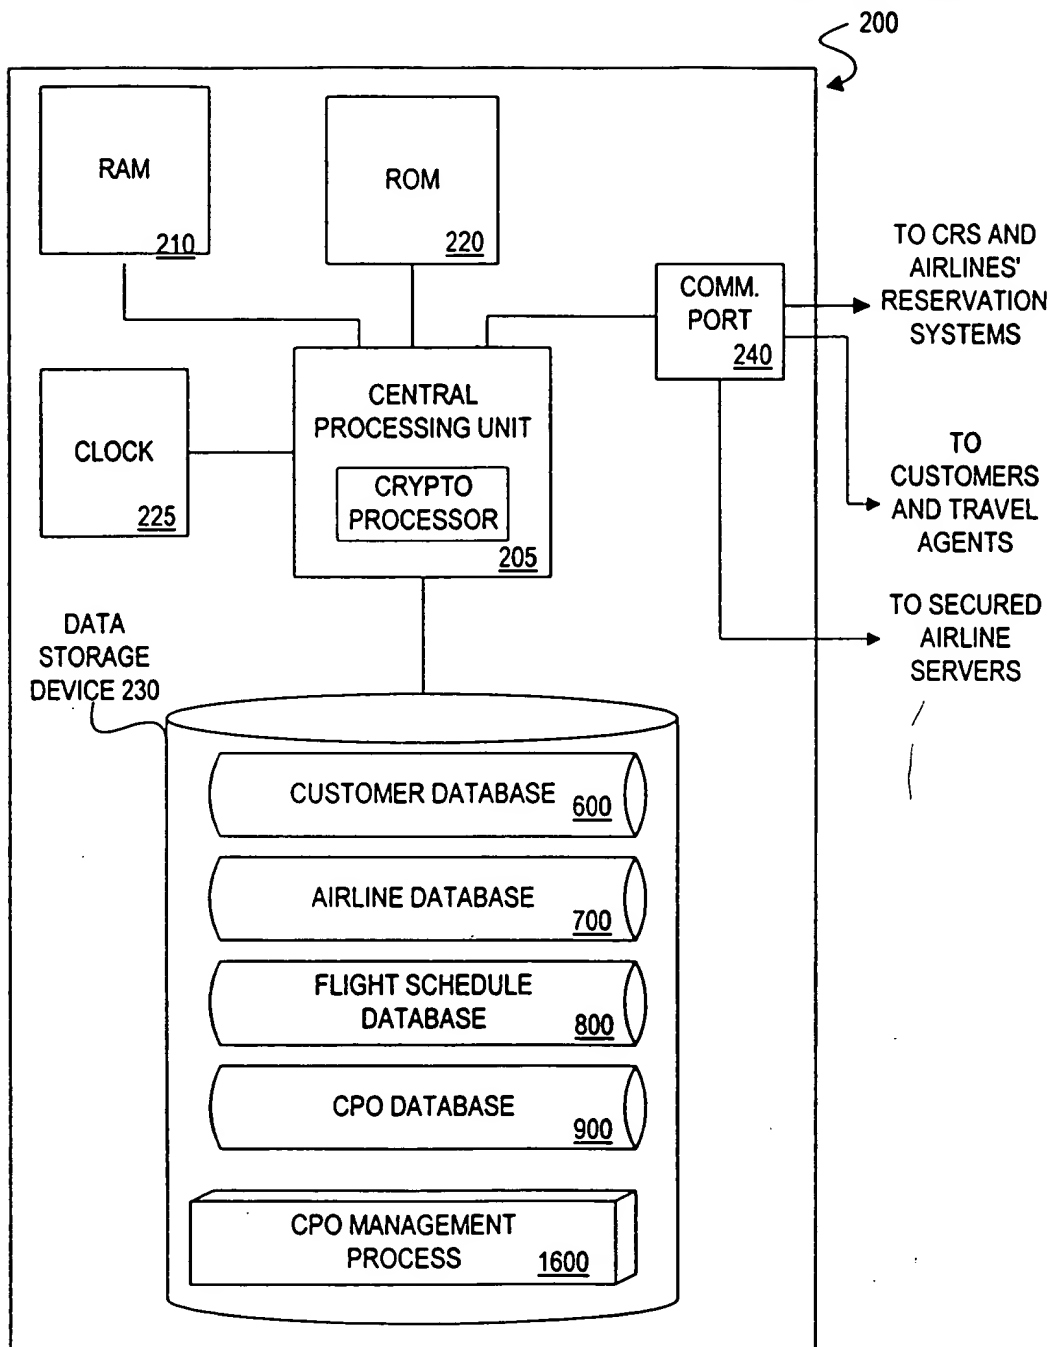 200
RAM
210
ROM
220
COMM.
PORT
240
TO CRS AND
AIRLINES'
RESERVATION
SYSTEMS
CLOCK
225
CENTRAL
PROCESSING UNIT
CRYPTO
PROCESSOR
205
TO
CUSTOMERS
AND TRAVEL
AGENTS
TO SECURED
AIRLINE
SERVERS
DATA
STORAGE
DEVICE 230
CUSTOMER DATABASE
600
AIRLINE DATABASE
700
FLIGHT SCHEDULE
DATABASE
800
CPO DATABASE
900
CPO MANAGEMENT
PROCESS
1600